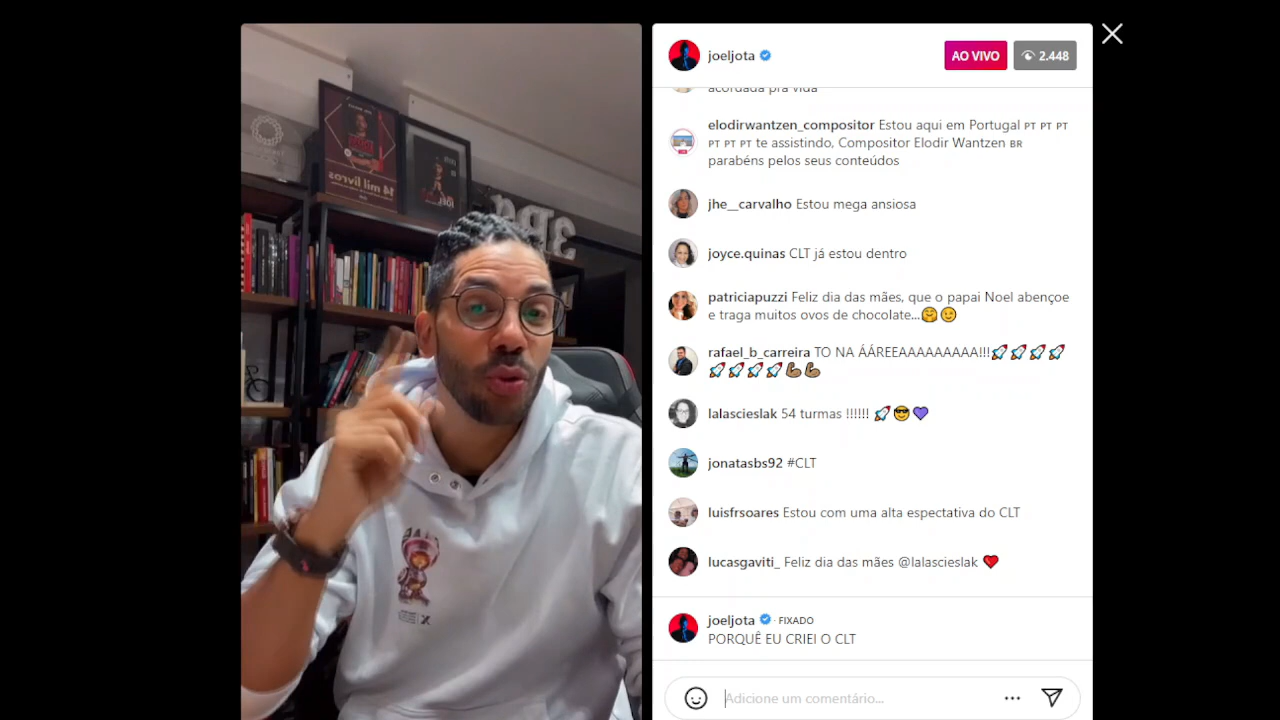 joeljota
AO VIVO
2.448
acordada pra vida
elodirwantzen_compositor Estou aqui em Portugal PT PT PT
PT PT PT te assistindo, Compositor Elodir Wantzen BR
parabéns pelos seus conteúdos
jhe__carvalho Estou mega ansiosa
joyce.quinas CLT já estou dentro
patriciapuzzi Feliz dia das mães, que o papai Noel abençoe
e traga muitos ovos de chocolate...🤗😉
rafael_b_carreira TO NA ÁÁREEAAAAAAAAA!!!🚀🚀🚀🚀
🚀🚀🚀🚀💪🏽💪🏽
lalascieslak 54 turmas !!!!!! 🚀😎💜
jonatasbs92 #CLT
luisfrsoares Estou com uma alta espectativa do CLT
lucasgaviti_ Feliz dia das mães @lalascieslak ❤️
joeljota · FIXADO
PORQUÊ EU CRIEI O CLT
Adicione um comentário...
14 mil livros